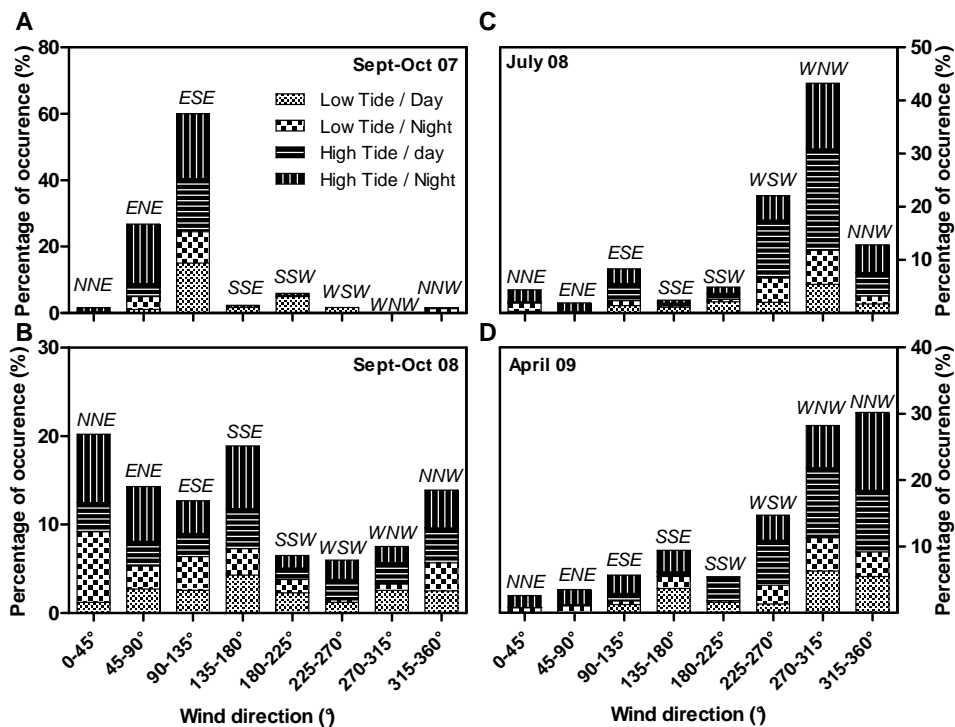 A
Percentage of occurence (%)
80
60
40
20
0
Sept-Oct 07
Low Tide / Day
Low Tide / Night
High Tide / day
High Tide / Night
NNE
ENE
ESE
SSE
SSW
WSW
WNW
NNW
C
Percentage of occurence (%)
50
40
30
20
10
July 08
NNE
ENE
ESE
SSE
SSW
WSW
WNW
NNW
B
Percentage of occurence (%)
30
20
10
0
Sept-Oct 08
NNE
ENE
ESE
SSE
SSW
WSW
WNW
NNW
0-45°
45-90°
90-135°
135-180°
180-225°
225-270°
270-315°
315-360°
Wind direction (°)
D
Percentage of occurence (%)
40
30
20
10
April 09
NNE
ENE
ESE
SSE
SSW
WSW
WNW
NNW
0-45°
45-90°
90-135°
135-180°
180-225°
225-270°
270-315°
315-360°
Wind direction (°)